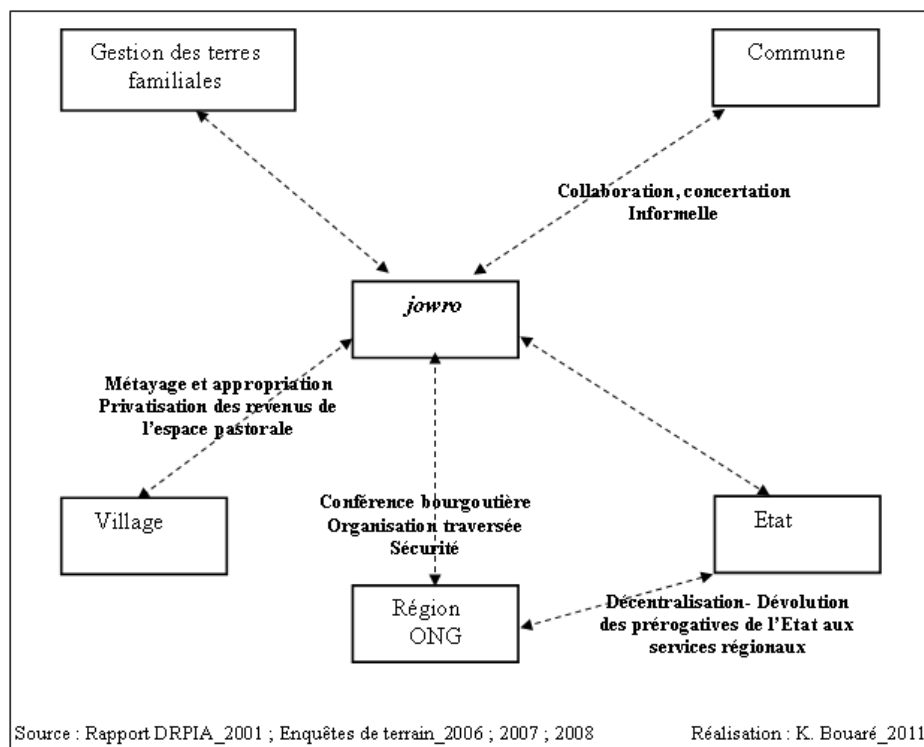 Gestion des terres
familiales
Commune
Collaboration, concertation
Informelle
jowro
Métayage et appropriation
Privatisation des revenus de
l'espace pastorale
Village
Conférence bourgoutière
Organisation traversée
Sécurité
Etat
Région
ONG
Décentralisation- Dévolution
des prérogatives de l'Etat aux
services régionaux
Source : Rapport DRPIA_2001 ; Enquêtes de terrain_2006 ; 2007 ; 2008
Réalisation : K. Bouaré_2011